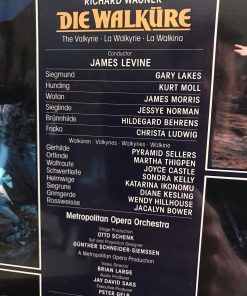 RICHARD WAGNER
DIE WALKÜRE
The Valkyrie · La Walkyrie · La Walkiria
Conductor
JAMES LEVINE
Siegmund GARY LAKES
Hunding KURT MOLL
Wotan JAMES MORRIS
Sieglinde JESSYE NORMAN
Brünnhilde HILDEGARD BEHRENS
Fricka CHRISTA LUDWIG
Walküren · Valkyries · Walkyries · Walkirie
Gerhilde PYRAMID SELLERS
Ortlinde MARTHA THIGPEN
Waltraute JOYCE CASTLE
Schwertleite SONDRA KELLY
Helmwige KATARINA IKONOMU
Siegrune DIANE KESLING
Grimgerde WENDY HILLHOUSE
Rossweisse JACALYN BOWER
Metropolitan Opera Orchestra
Stage Production
OTTO SCHENK
Set and Projection Designer
GÜNTHER SCHNEIDER-SIEMSSEN
A Metropolitan Opera Production
Video Director
BRIAN LARGE
Audio Producer
JAY DAVID SAKS
Executive Producer
PETER GELB